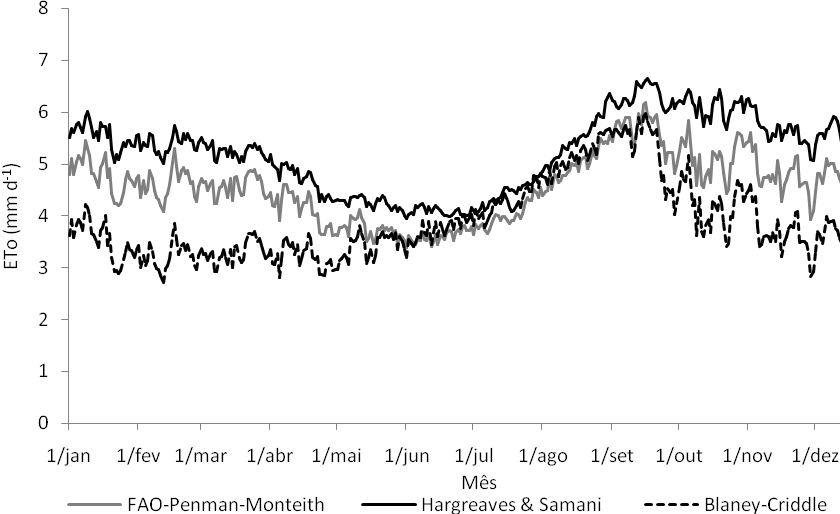 8
7
6
5
4
3
2
1
0
ETo (mm d-1)
1/jan 1/fev 1/mar 1/abr 1/mai 1/jun 1/jul 1/ago 1/set 1/out 1/nov 1/dez
Mês
FAO-Penman-Monteith Hargreaves & Samani Blaney-Criddle